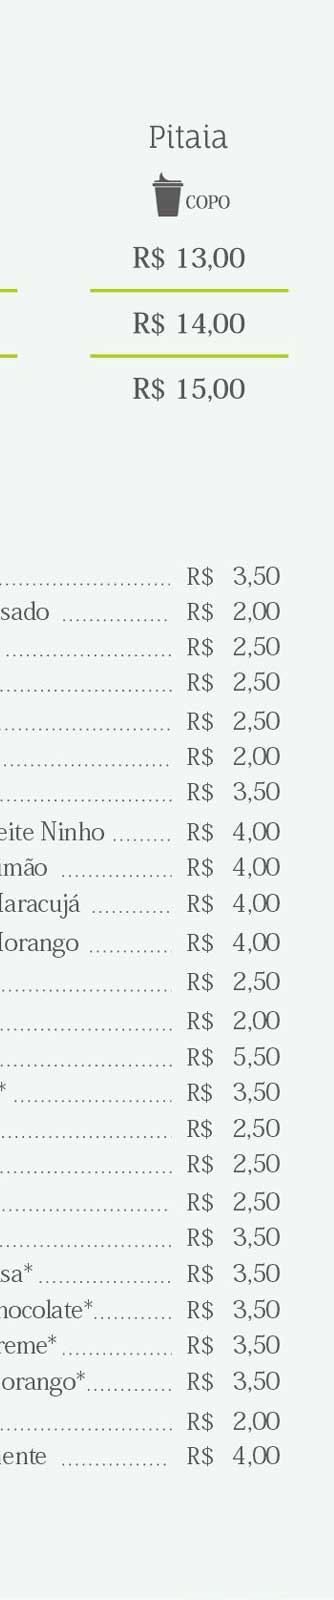 Pitaia
COPO
R$ 13,00
R$ 14,00
R$ 15,00
R$ 3,50
sado R$ 2,00
R$ 2,50
R$ 2,50
R$ 2,50
R$ 2,00
R$ 3,50
eite Ninho R$ 4,00
imão R$ 4,00
Maracujá R$ 4,00
Morango R$ 4,00
R$ 2,50
R$ 2,00
R$ 5,50
* R$ 3,50
R$ 2,50
R$ 2,50
R$ 2,50
R$ 3,50
sa* R$ 3,50
hocolate* R$ 3,50
reme* R$ 3,50
orango* R$ 3,50
R$ 2,00
ente R$ 4,00